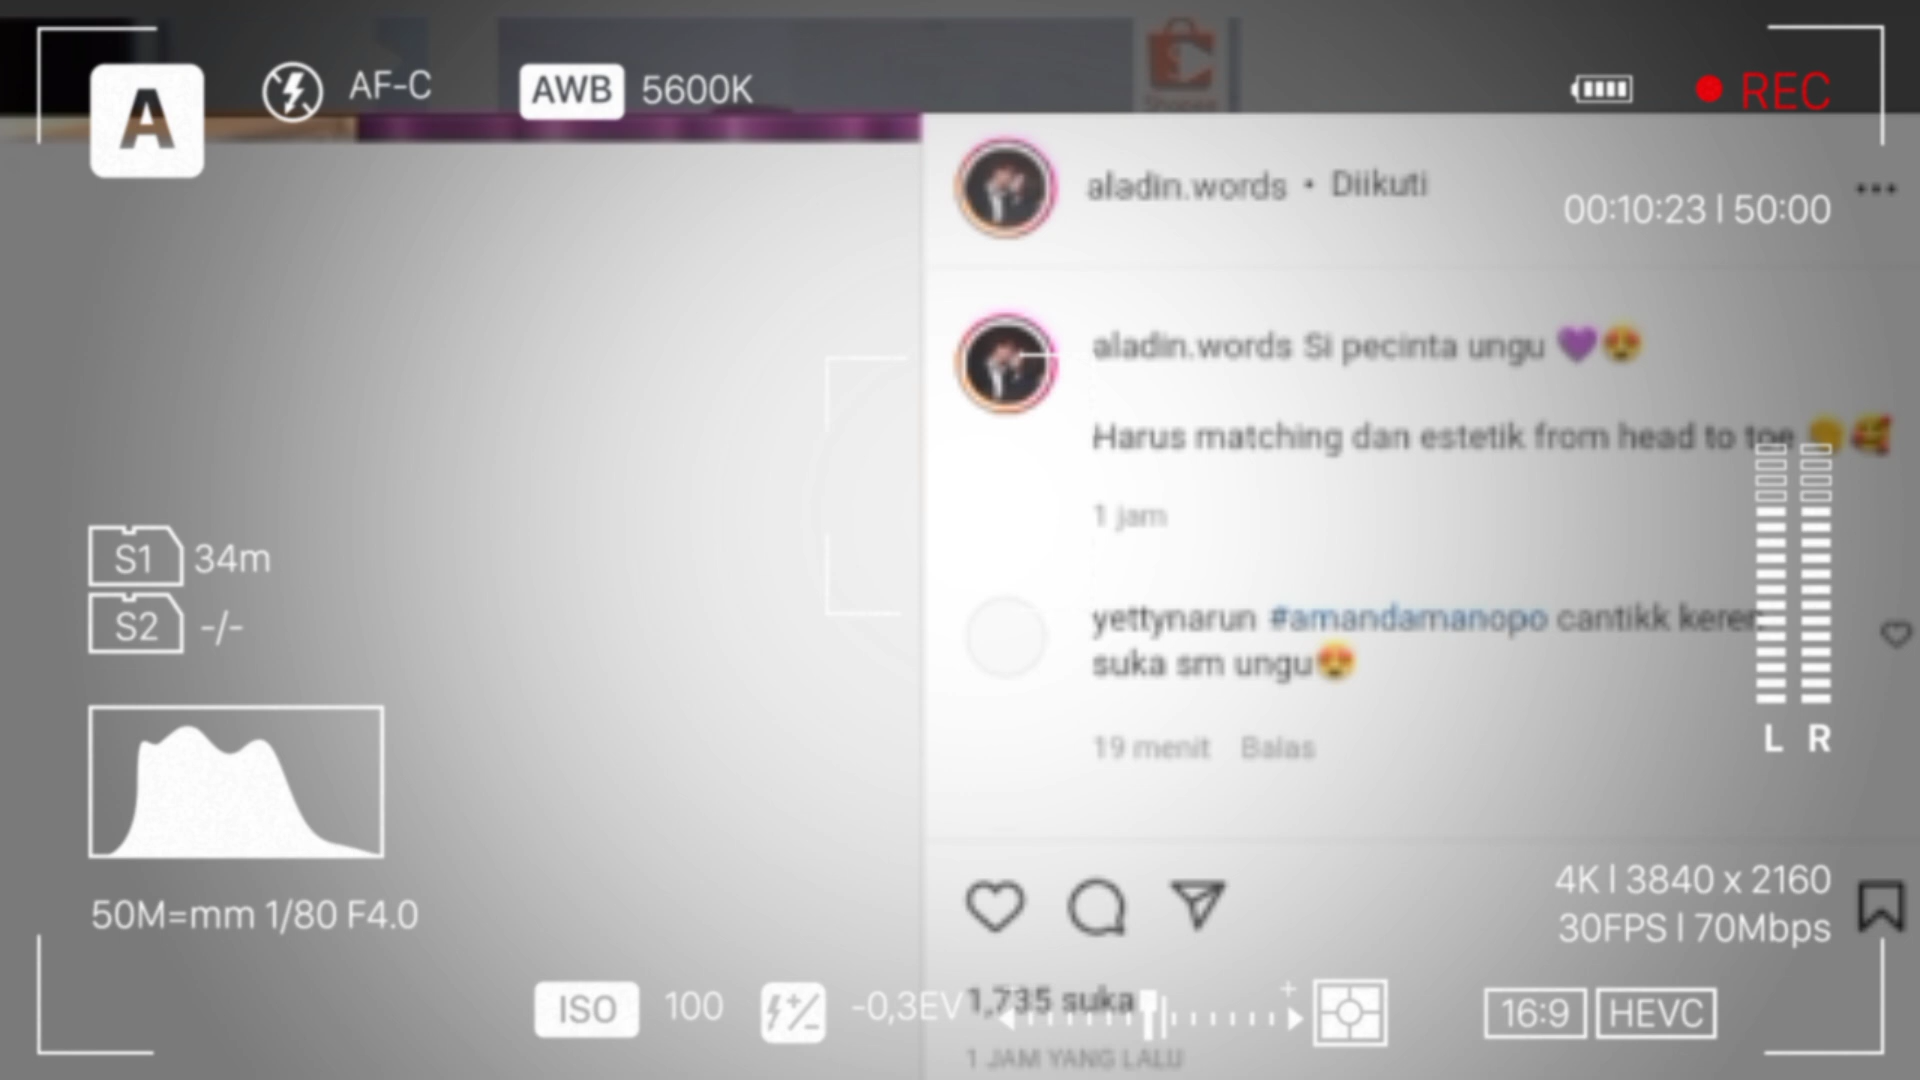 A
AF-C
AWB 5600K
REC
00:10:23 | 50:00
aladin.words • Diikuti
aladin.words Si pecinta ungu 💜😍
Harus matching dan estetik from head to toe
1 jam
yettynarun #amandamanopo cantikk keren
suka sm ungu😍
19 menit Balas
S1 34m
S2 -/-
L R
50M=mm 1/80 F4.0
4K | 3840 x 2160
30FPS | 70Mbps
ISO 100
-0,3EV
1,735 suka
16:9 HEVC
1 JAM YANG LALU